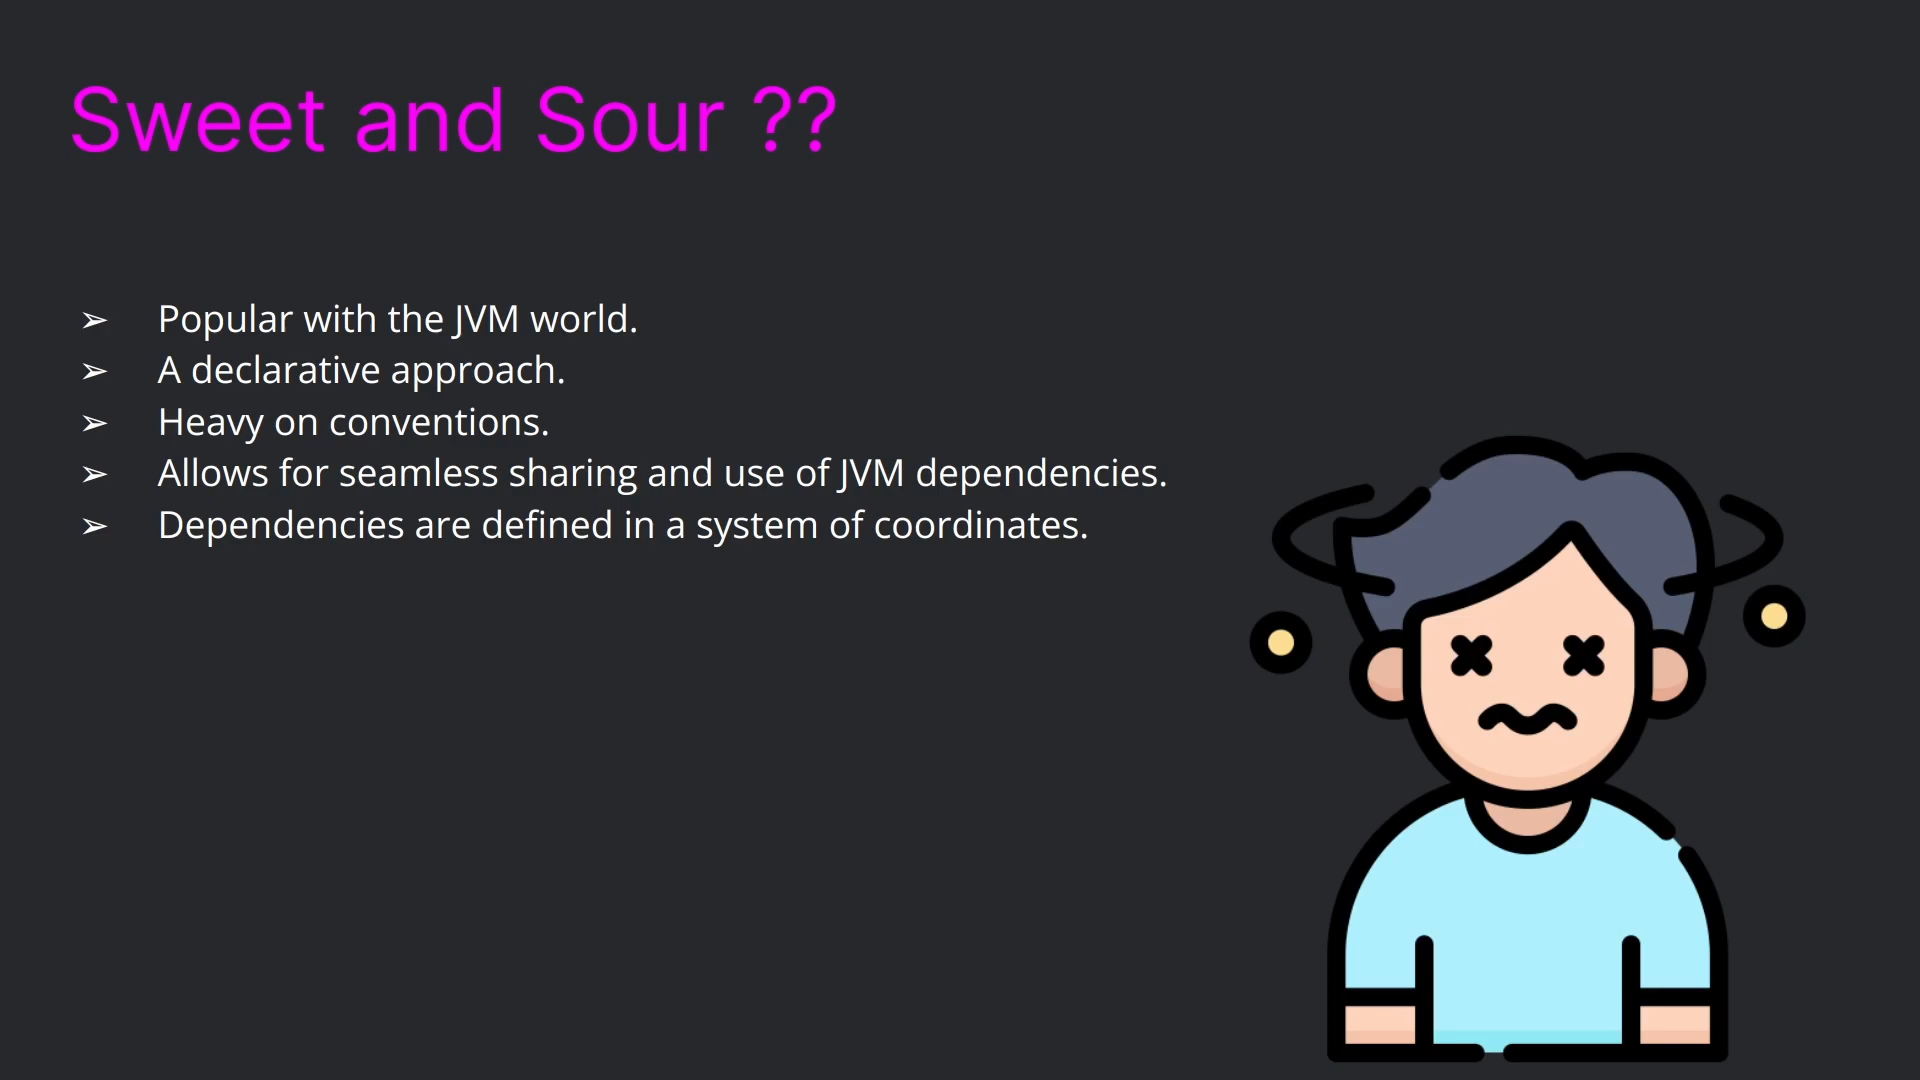 Sweet and Sour ??
➢ Popular with the JVM world.
➢ A declarative approach.
➢ Heavy on conventions.
➢ Allows for seamless sharing and use of JVM dependencies.
➢ Dependencies are defined in a system of coordinates.